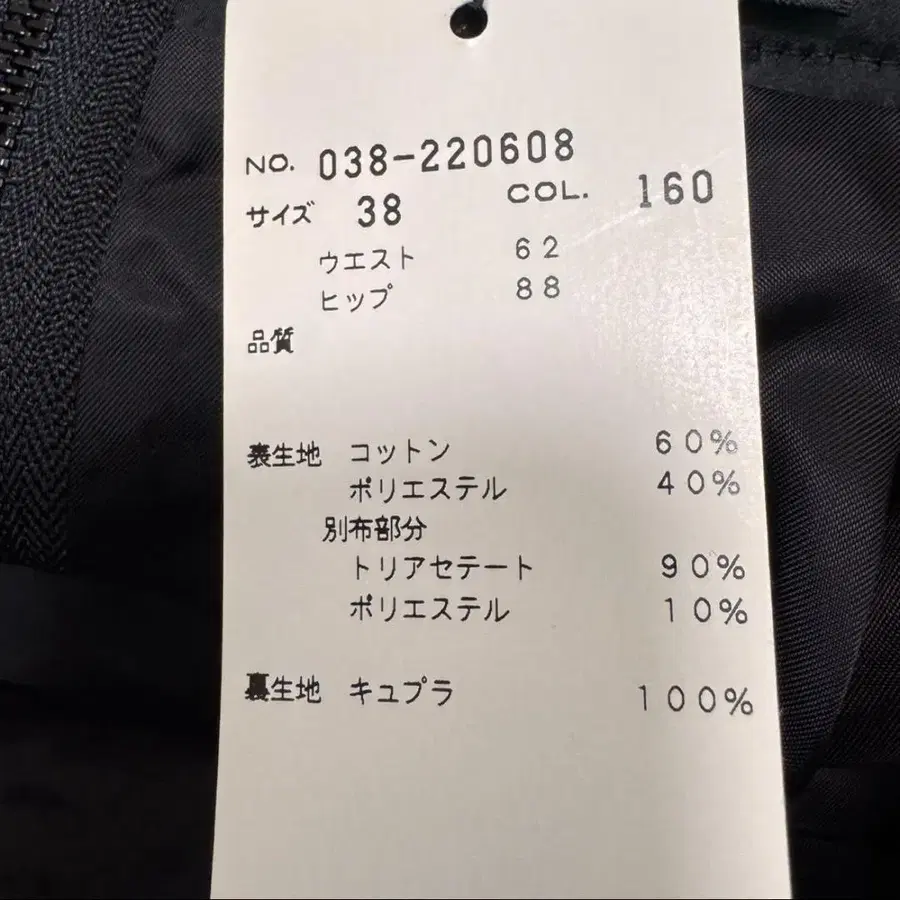 NO. 038-220608
サイズ 38 COL. 160
ウエスト 62
ヒップ 88
品質
表生地 コットン 60%
ポリエステル 40%
別布部分
トリアセテート 90%
ポリエステル 10%
裏生地 キュプラ 100%